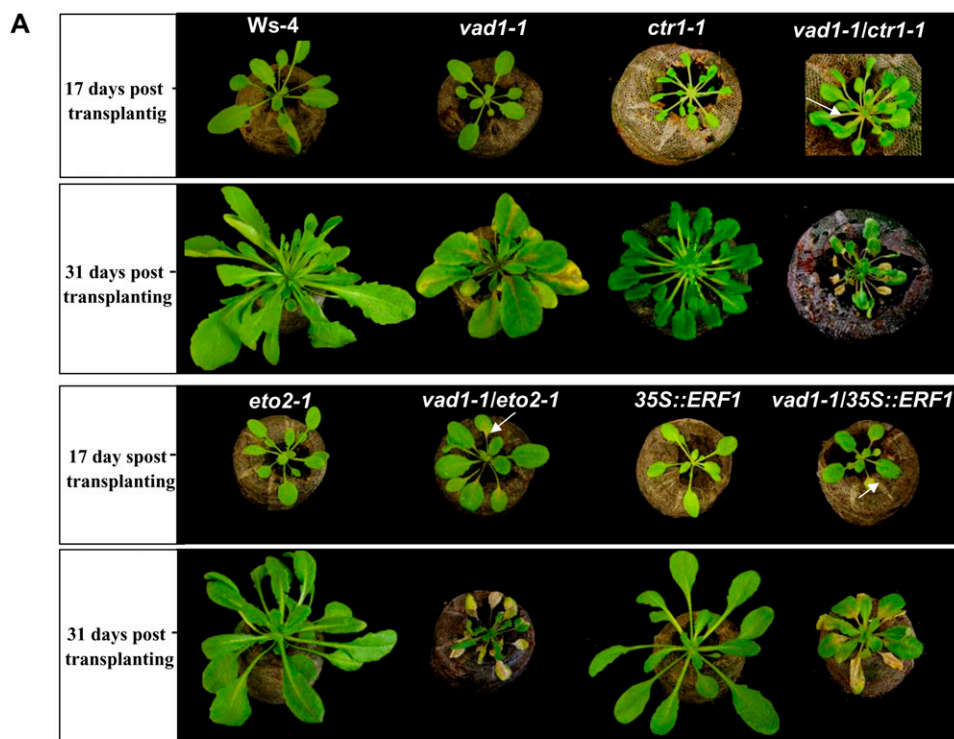 A
Ws-4 vad1-1 ctr1-1 vad1-1/ctr1-1
17 days post
transplantig
31 days post
transplanting
eto2-1 vad1-1/eto2-1 35S::ERF1 vad1-1/35S::ERF1
17 day spost
transplanting
31 days post
transplanting